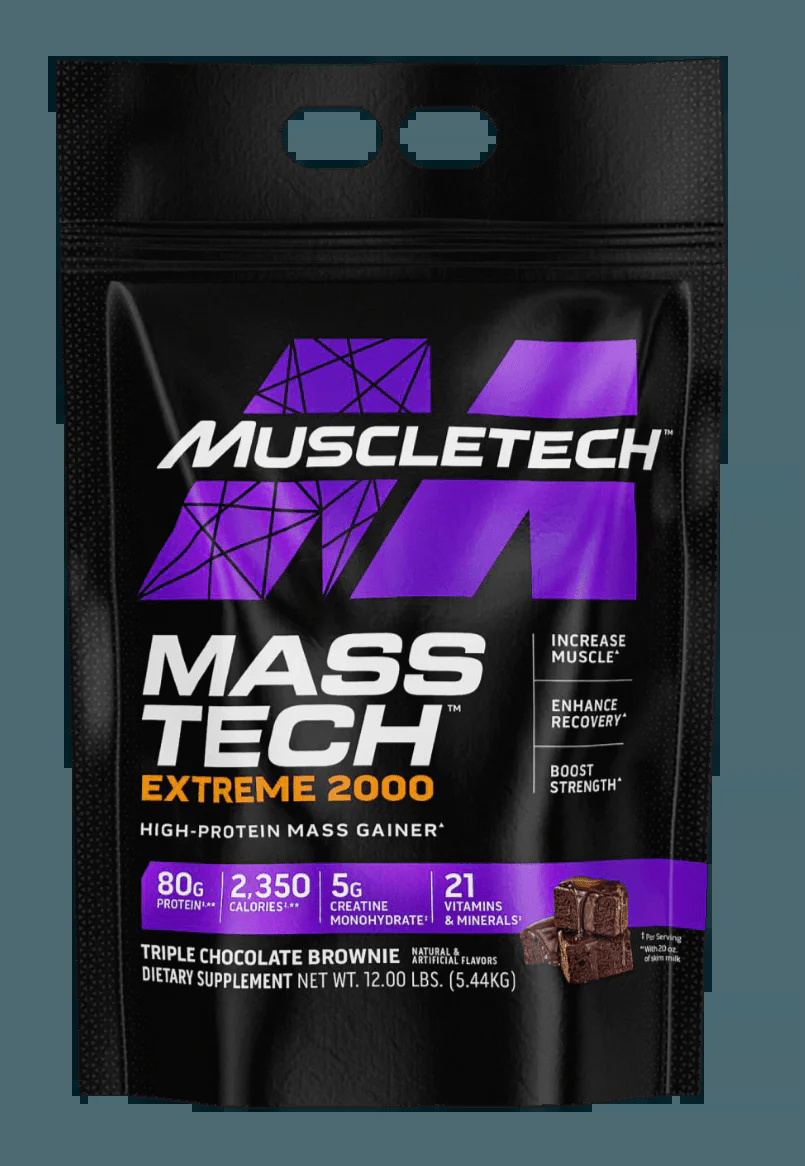 MUSCLETECH™
MASS
TECH™
EXTREME 2000
HIGH-PROTEIN MASS GAINER▲
INCREASE
MUSCLE▲
ENHANCE
RECOVERY▲
BOOST
STRENGTH▲
80G
PROTEIN‡,**
2,350
CALORIES‡,**
5G
CREATINE
MONOHYDRATE‡
21
VITAMINS
& MINERALS‡
TRIPLE CHOCOLATE BROWNIE
NATURAL &
ARTIFICIAL FLAVORS
DIETARY SUPPLEMENT NET WT. 12.00 LBS. (5.44KG)
‡ Per Serving
**With 20 oz.
of skim milk